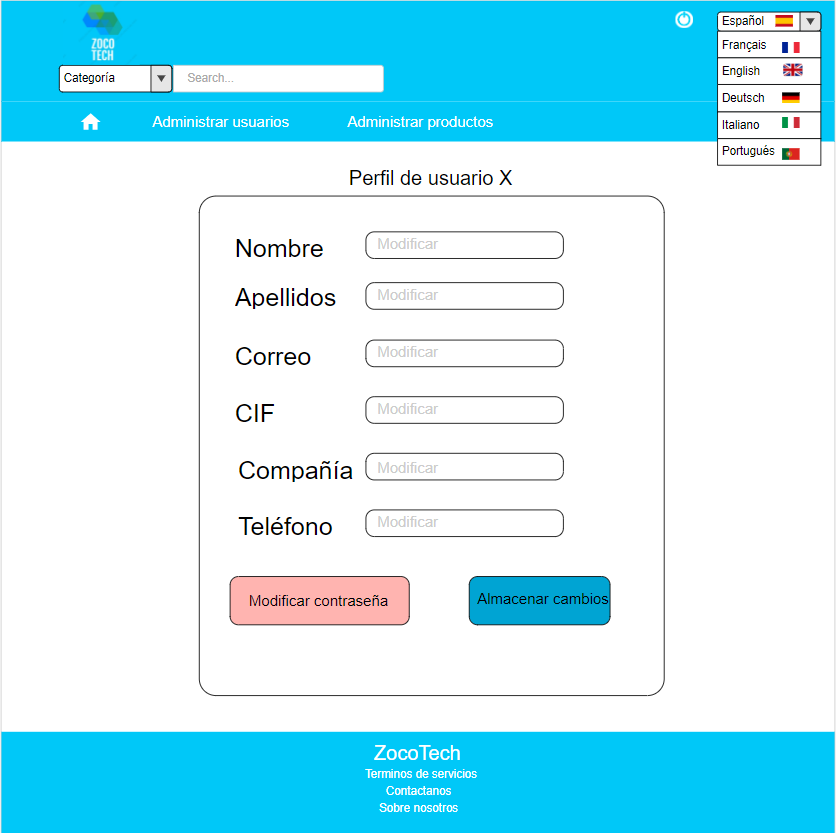 ZOCO
TECH
Español
Français
English
Deutsch
Italiano
Portugués
Categoría
Search...
Administrar usuarios
Administrar productos
Perfil de usuario X
Nombre Modificar
Apellidos Modificar
Correo Modificar
CIF Modificar
Compañía Modificar
Teléfono Modificar
Modificar contraseña
Almacenar cambios
ZocoTech
Terminos de servicios
Contactanos
Sobre nosotros